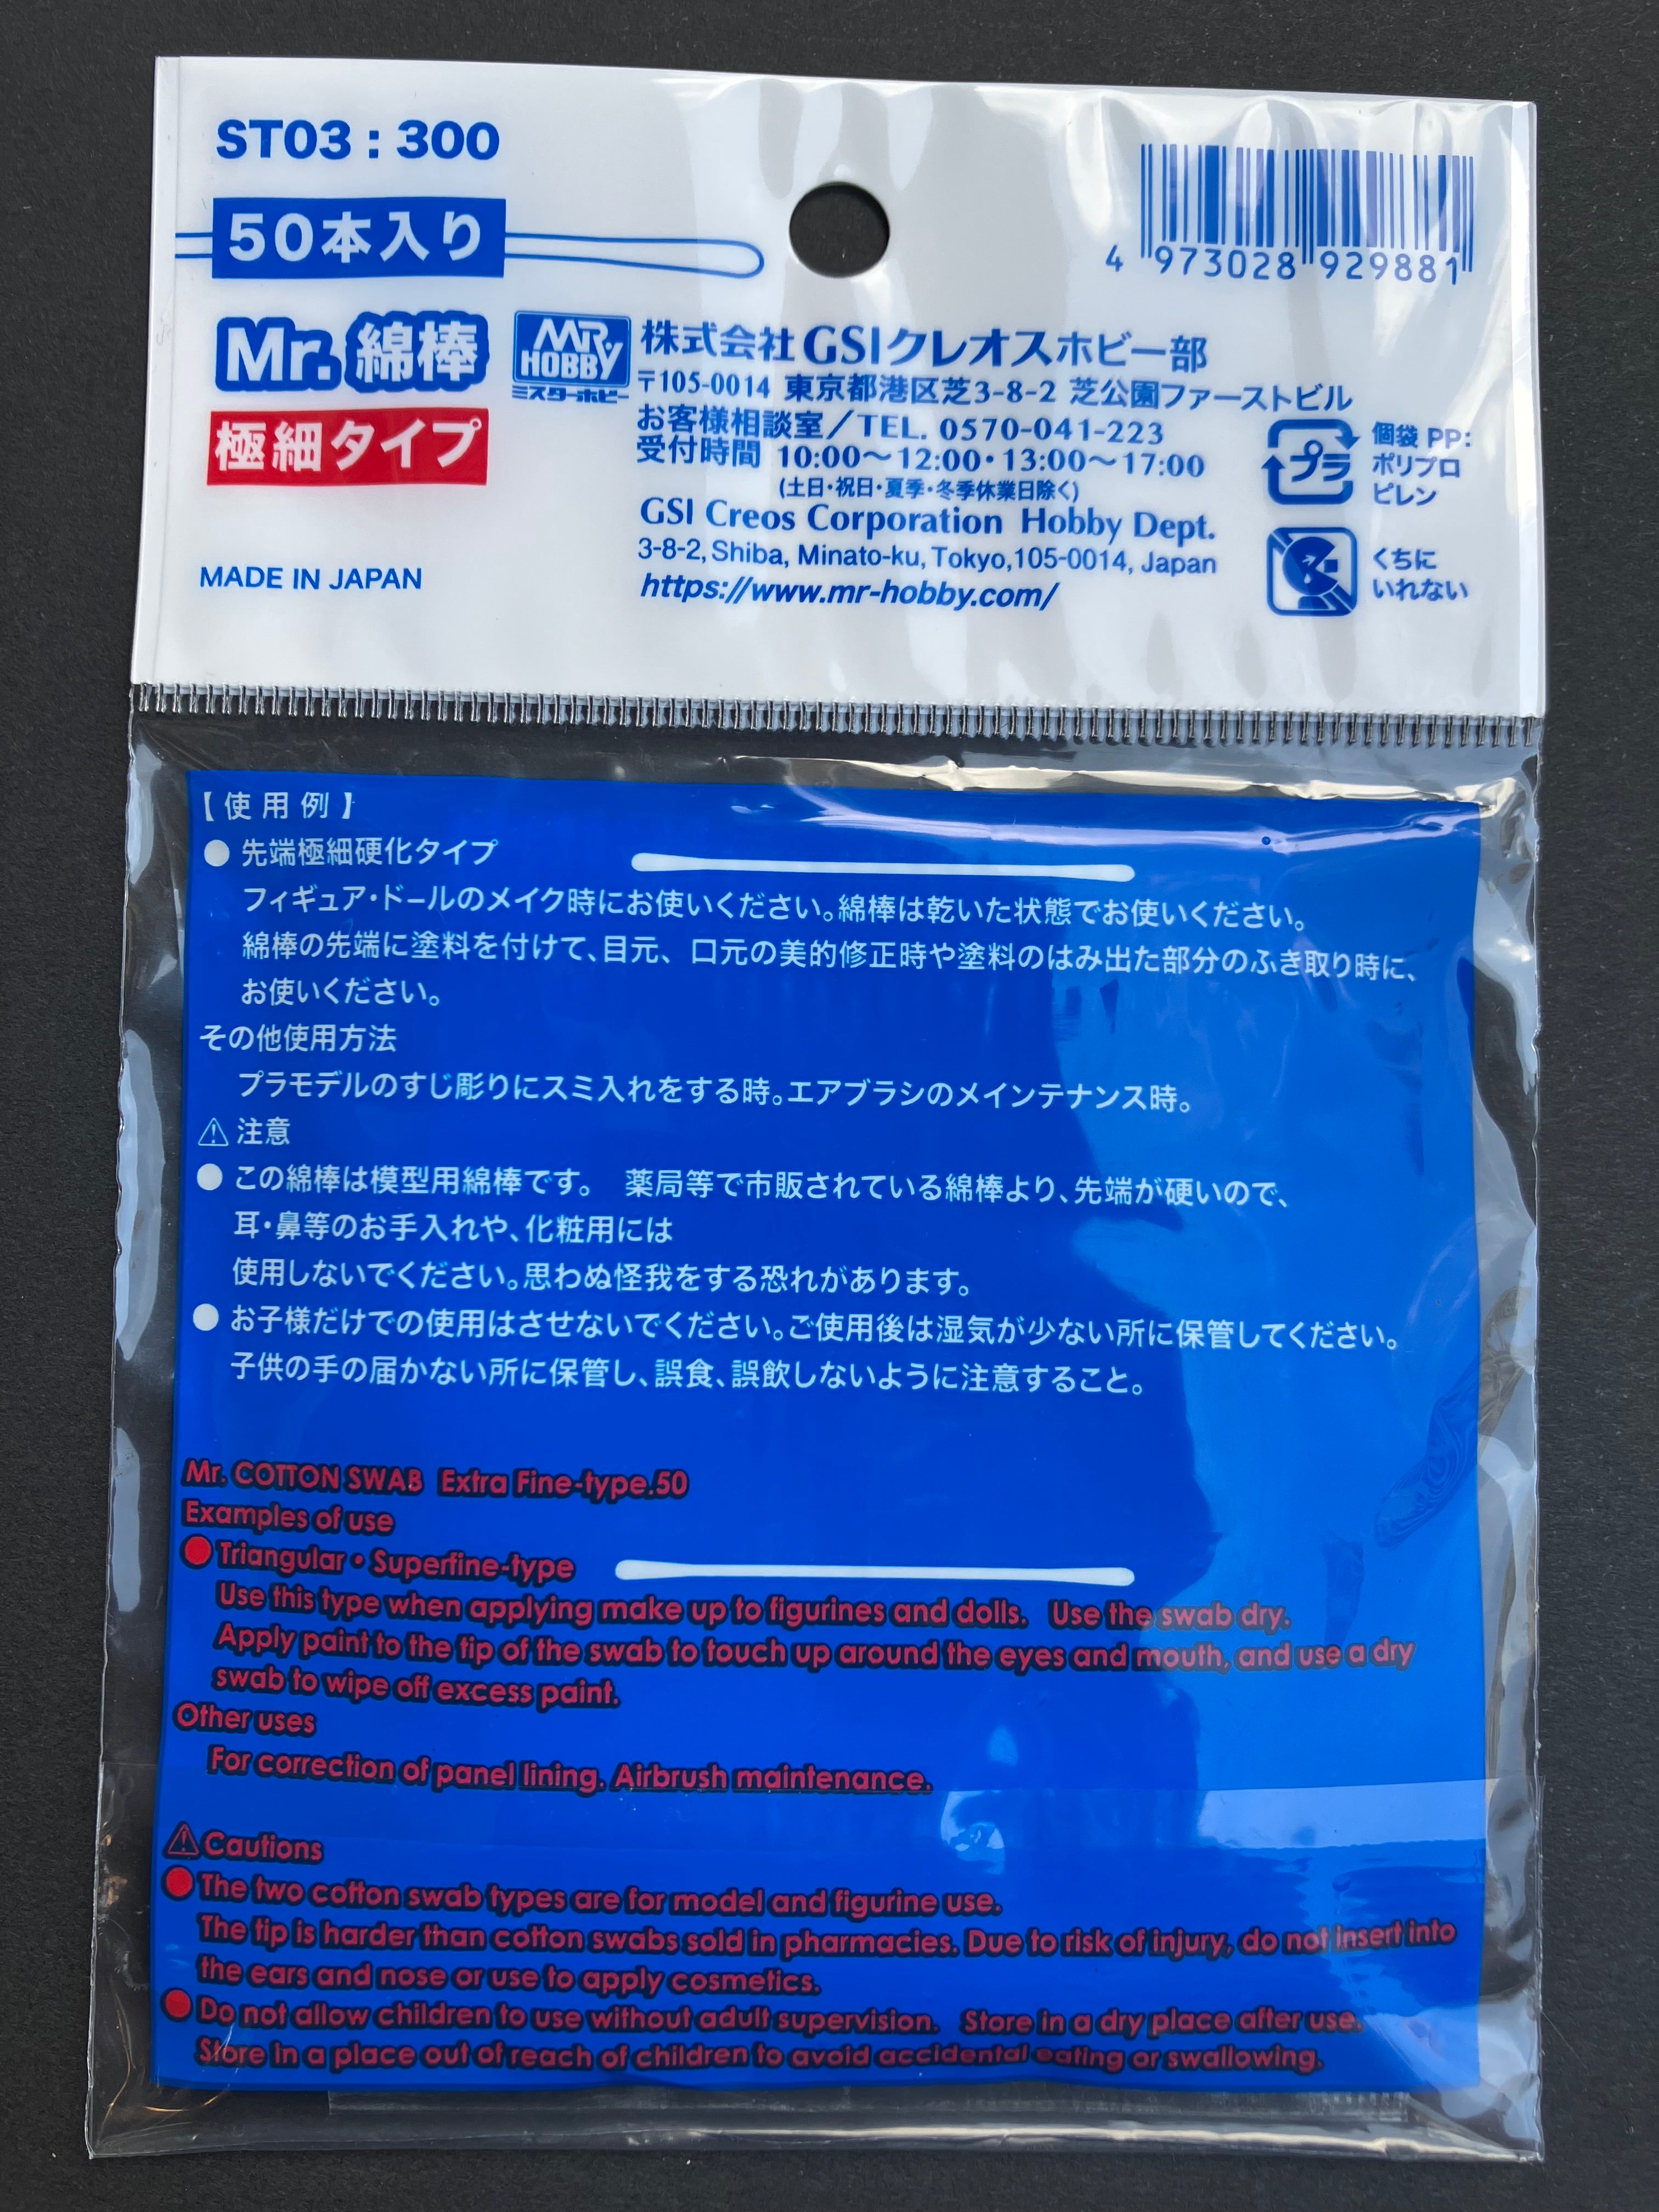 ST03 : 300
50本入り
4 973028 929881
Mr. 綿棒
極細タイプ
MADE IN JAPAN
MR HOBBY
ミスターホビー
株式会社 GSIクレオスホビー部
〒105-0014 東京都港区芝3-8-2 芝公園ファーストビル
お客様相談室／TEL. 0570-041-223
受付時間 10:00～12:00・13:00～17:00
(土日・祝日・夏季・冬季休業日除く)
GSI Creos Corporation Hobby Dept.
3-8-2, Shiba, Minato-ku, Tokyo,105-0014, Japan
https://www.mr-hobby.com/
プラ
個袋 PP:
ポリプロ
ピレン
くちに
いれない
【使用例】
● 先端極細硬化タイプ
フィギュア・ドールのメイク時にお使いください。綿棒は乾いた状態でお使いください。
綿棒の先端に塗料を付けて、目元、口元の美的修正時や塗料のはみ出た部分のふき取り時に、
お使いください。
その他使用方法
プラモデルのすじ彫りにスミ入れをする時。エアブラシのメインテナンス時。
⚠ 注意
● この綿棒は模型用綿棒です。 薬局等で市販されている綿棒より、先端が硬いので、
耳・鼻等のお手入れや、化粧用には
使用しないでください。思わぬ怪我をする恐れがあります。
● お子様だけでの使用はさせないでください。ご使用後は湿気が少ない所に保管してください。
子供の手の届かない所に保管し、誤食、誤飲しないように注意すること。
Mr. COTTON SWAB Extra Fine-type.50
Examples of use
● Triangular・Superfine-type
Use this type when applying make up to figurines and dolls. Use the swab dry.
Apply paint to the tip of the swab to touch up around the eyes and mouth, and use a dry
swab to wipe off excess paint.
Other uses
For correction of panel lining. Airbrush maintenance.
⚠ Cautions
● The two cotton swab types are for model and figurine use.
The tip is harder than cotton swabs sold in pharmacies. Due to risk of injury, do not insert into
the ears and nose or use to apply cosmetics.
● Do not allow children to use without adult supervision. Store in a dry place after use.
Store in a place out of reach of children to avoid accidental eating or swallowing.